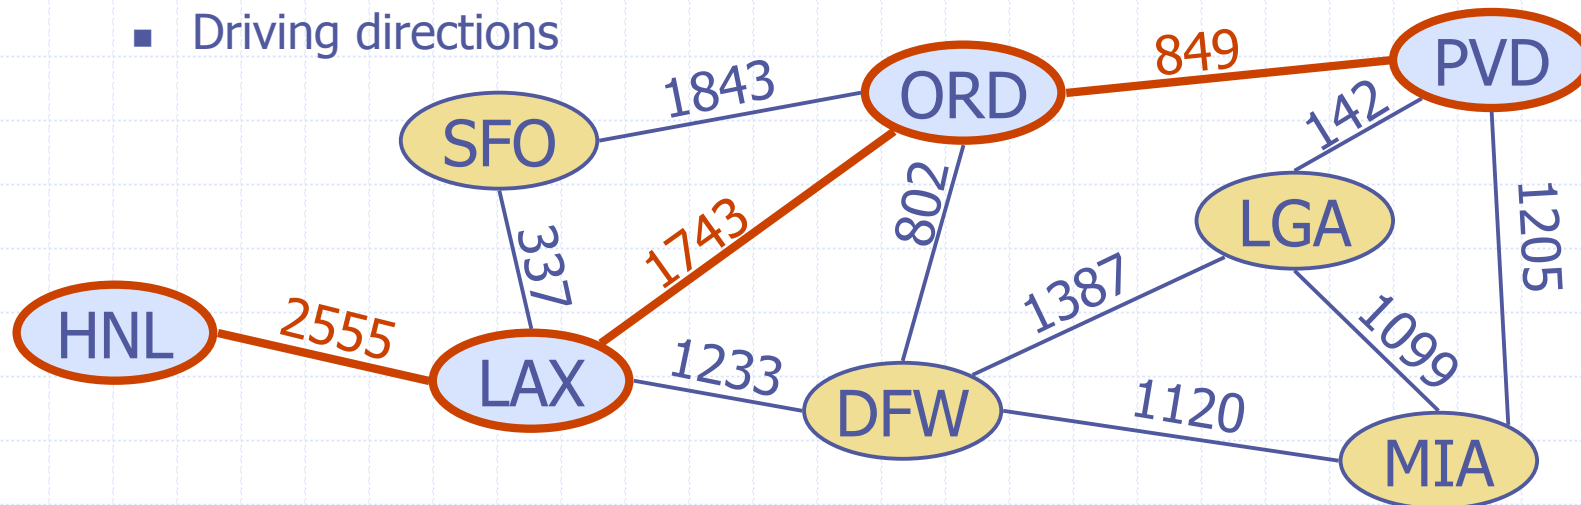 Driving directions
849
PVD
1843
ORD
142
SFO
802
LGA
1205
1743
337
1387
2555
HNL
1099
1233
LAX
DFW
1120
MIA